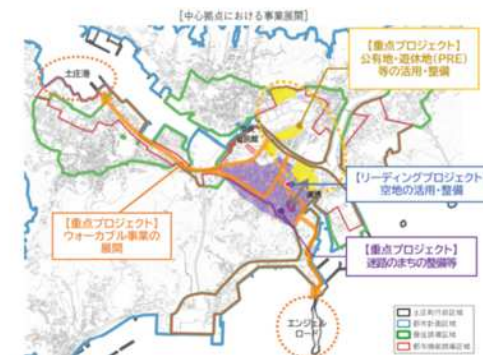 [中心拠点における事業展開]
【重点プロジェクト】
公有地・遊休地(PRE)
等の活用・整備
土庄港
【リーディングプロジェクト】
空地の活用・整備
【重点プロジェクト】
ウォーカブル事業の
展開
【重点プロジェクト】
迷路のまちの整備等
エンジェル
ロード
土庄町行政区域
都市計画区域
居住誘導区域
都市機能誘導区域